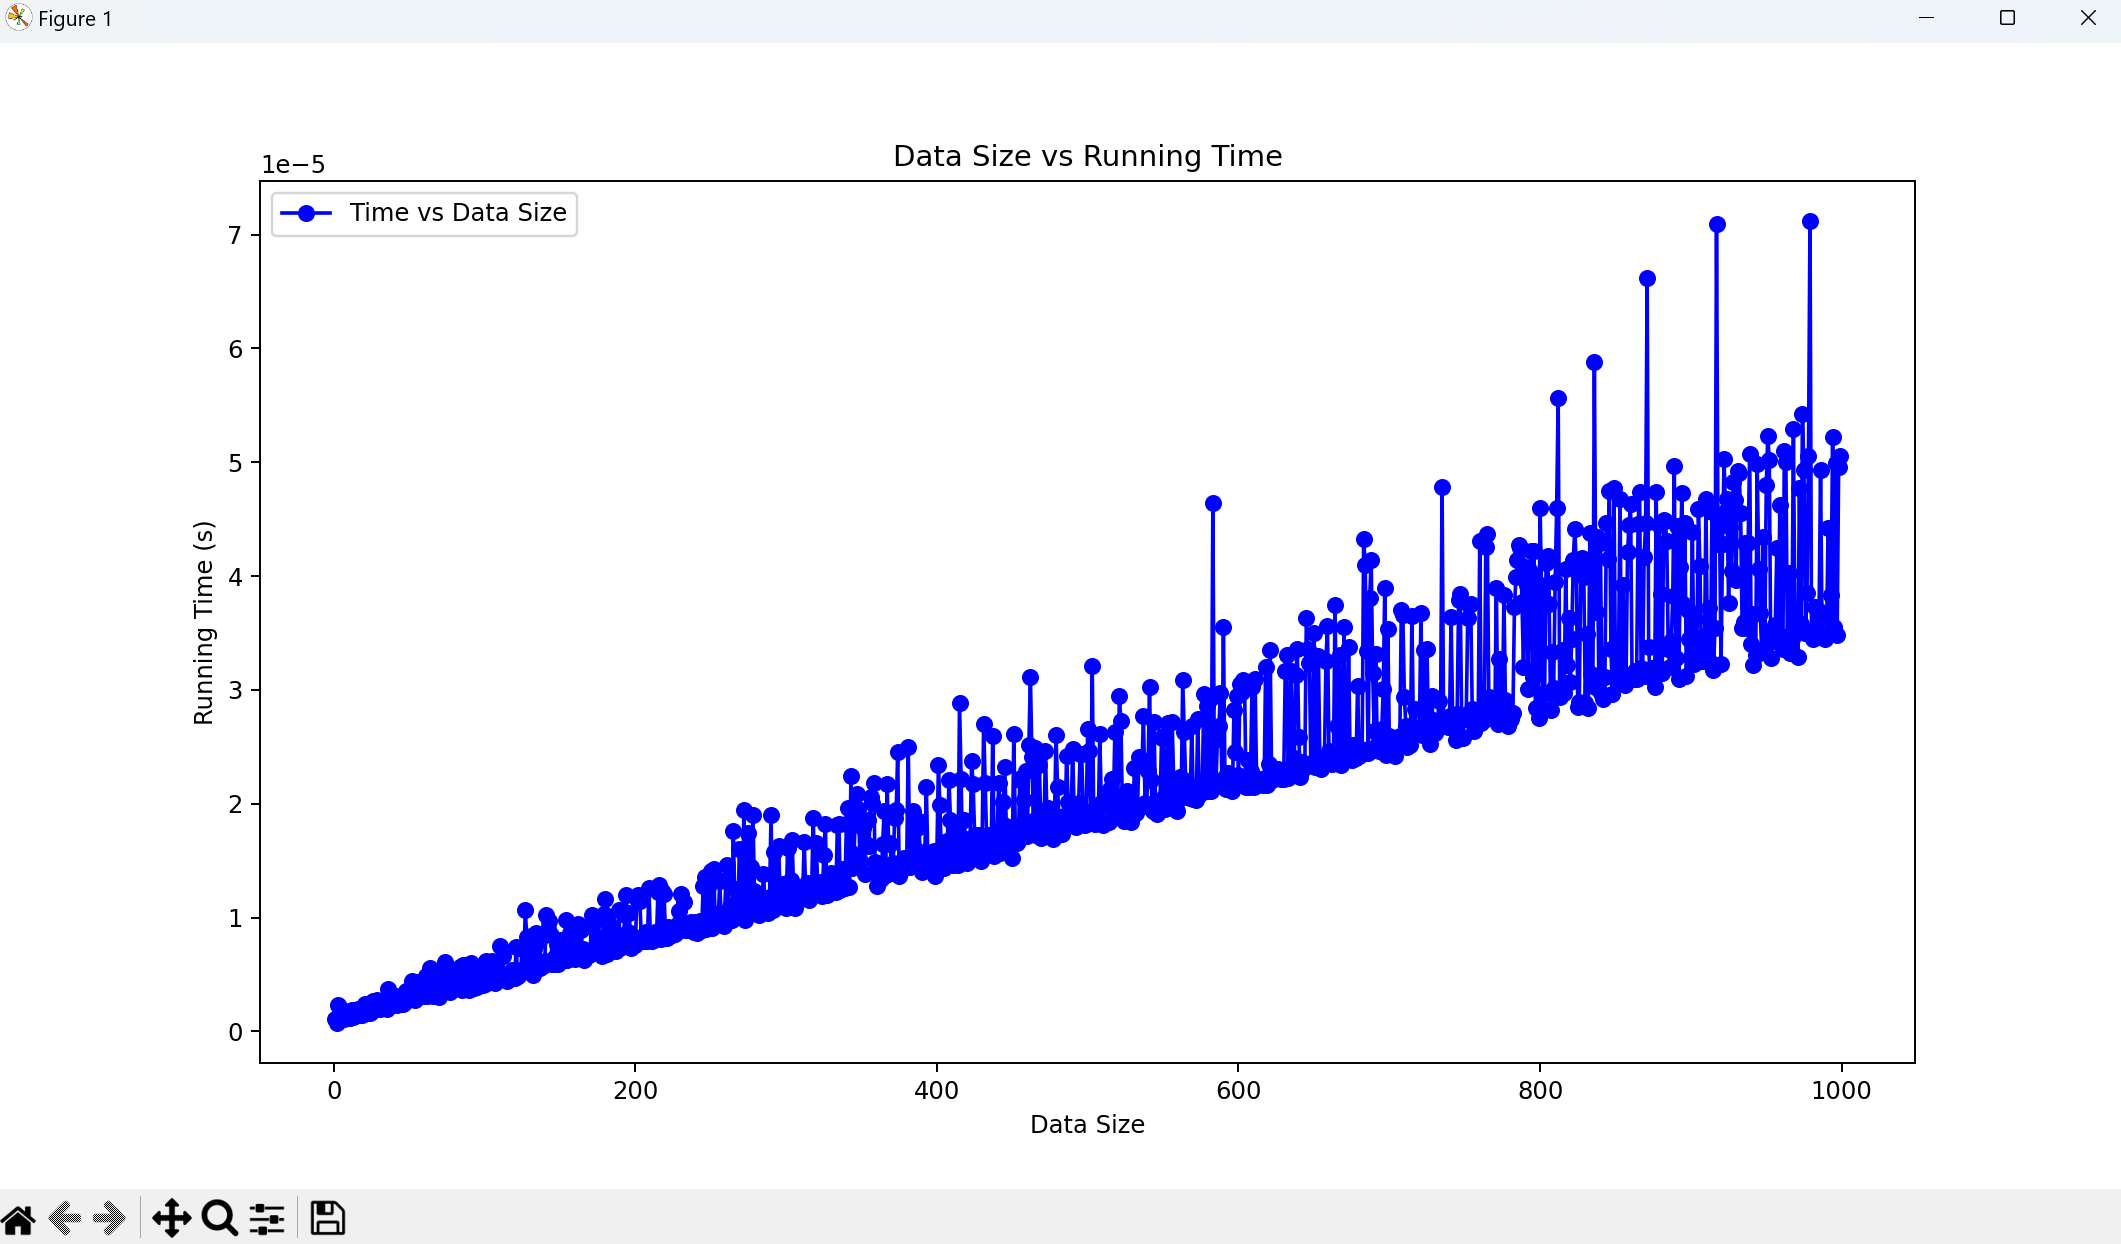 Figure 1
Data Size vs Running Time
1e−5
Time vs Data Size
7
6
5
4
3
2
1
0
Running Time (s)
0 200 400 600 800 1000
Data Size